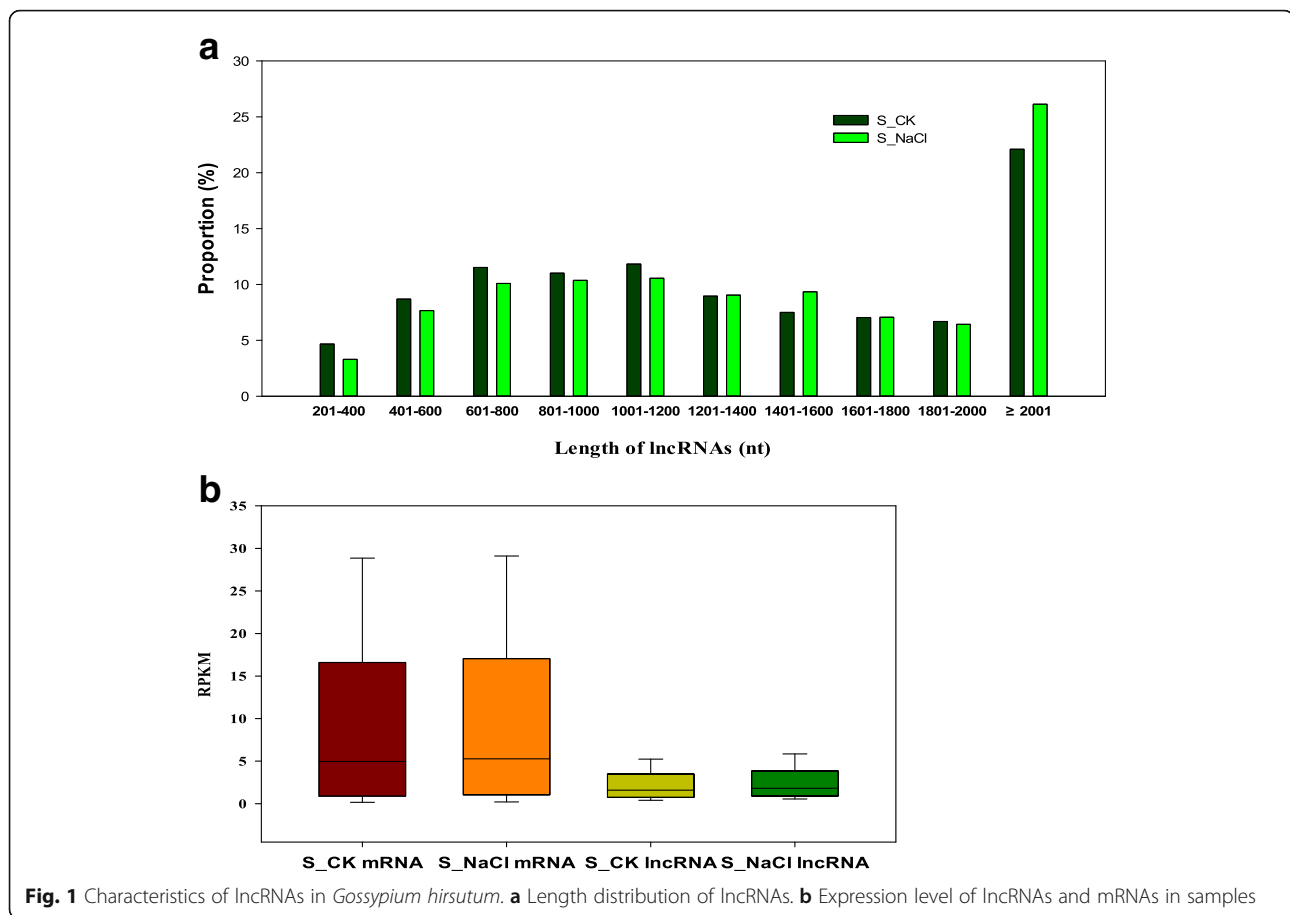 a
30
25
20
15
10
5
0
Proportion (%)
S_CK
S_NaCl
201-400 401-600 601-800 801-1000 1001-1200 1201-1400 1401-1600 1601-1800 1801-2000 ≥ 2001
Length of lncRNAs (nt)
b
35
30
25
20
15
10
5
0
RPKM
S_CK mRNA S_NaCl mRNA S_CK lncRNA S_NaCl lncRNA
Fig. 1 Characteristics of lncRNAs in Gossypium hirsutum. a Length distribution of lncRNAs. b Expression level of lncRNAs and mRNAs in samples